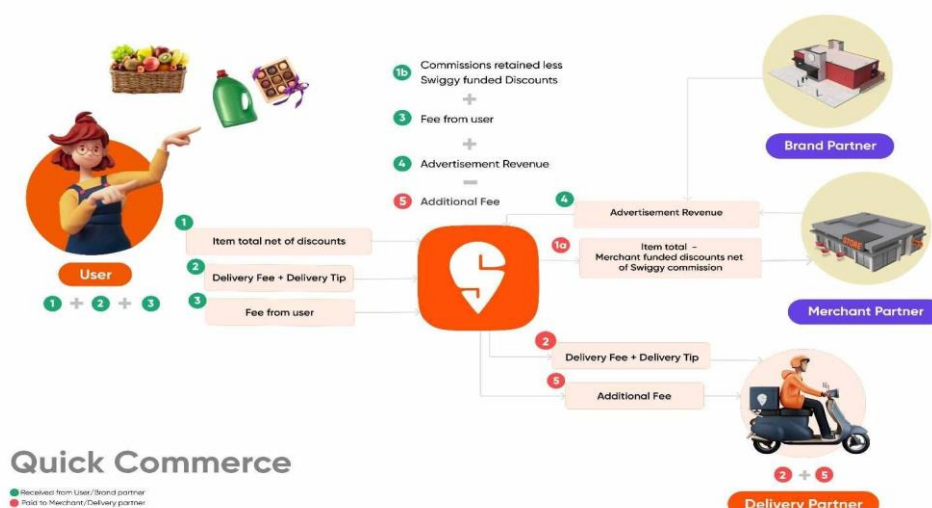 1b Commissions retained less
Swiggy funded Discounts
+
3 Fee from user
+
4 Advertisement Revenue
-
5 Additional Fee
Brand Partner
4
Advertisement Revenue
1a
Item total –
Merchant funded discounts net
of Swiggy commission
STORE
Merchant Partner
1
Item total net of discounts
2
Delivery Fee + Delivery Tip
3
Fee from user
User
1 + 2 + 3
2
Delivery Fee + Delivery Tip
5
Additional Fee
2 + 5
Delivery Partner
Quick Commerce
Received from User/Brand partner
Paid to Merchant/Delivery partner